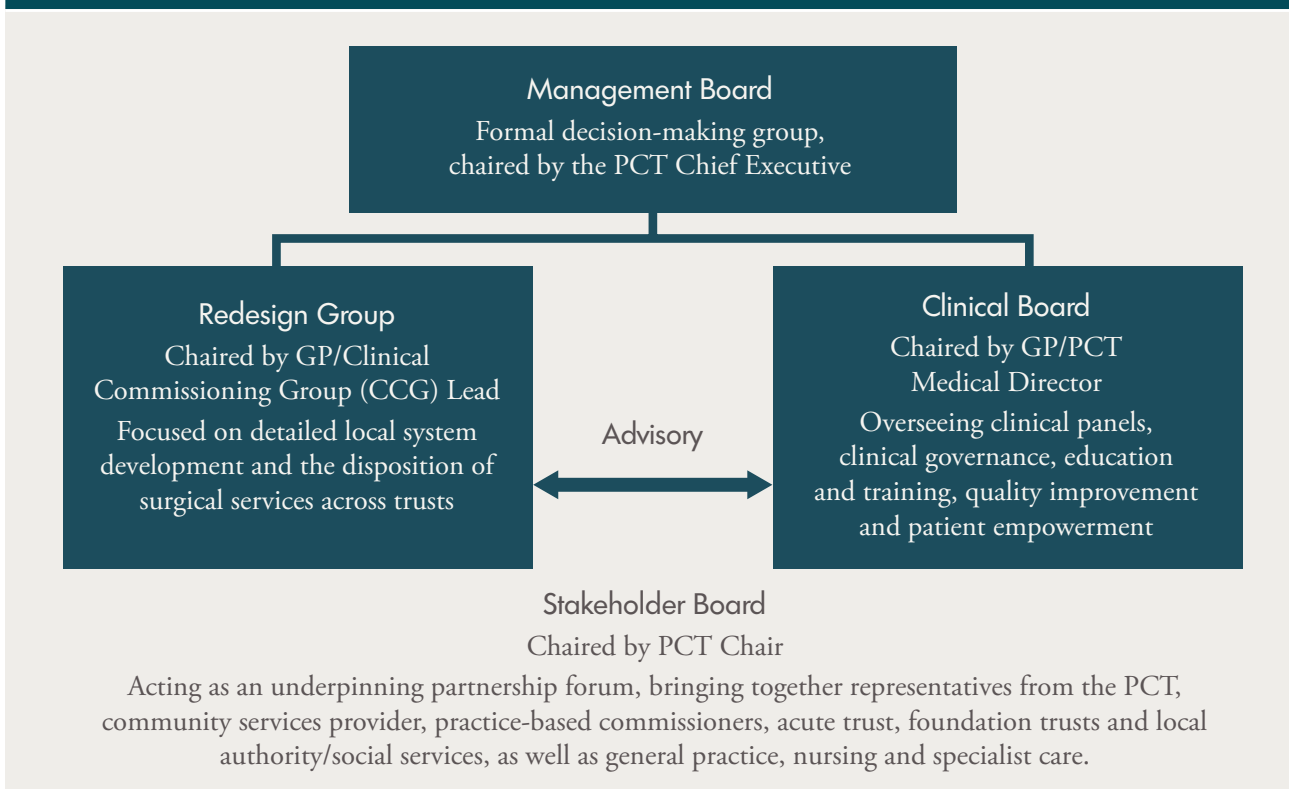 Management Board
Formal decision-making group,
chaired by the PCT Chief Executive
Redesign Group
Chaired by GP/Clinical
Commissioning Group (CCG) Lead
Focused on detailed local system
development and the disposition of
surgical services across trusts
Advisory
Clinical Board
Chaired by GP/PCT
Medical Director
Overseeing clinical panels,
clinical governance, education
and training, quality improvement
and patient empowerment
Stakeholder Board
Chaired by PCT Chair
Acting as an underpinning partnership forum, bringing together representatives from the PCT,
community services provider, practice-based commissioners, acute trust, foundation trusts and local
authority/social services, as well as general practice, nursing and specialist care.